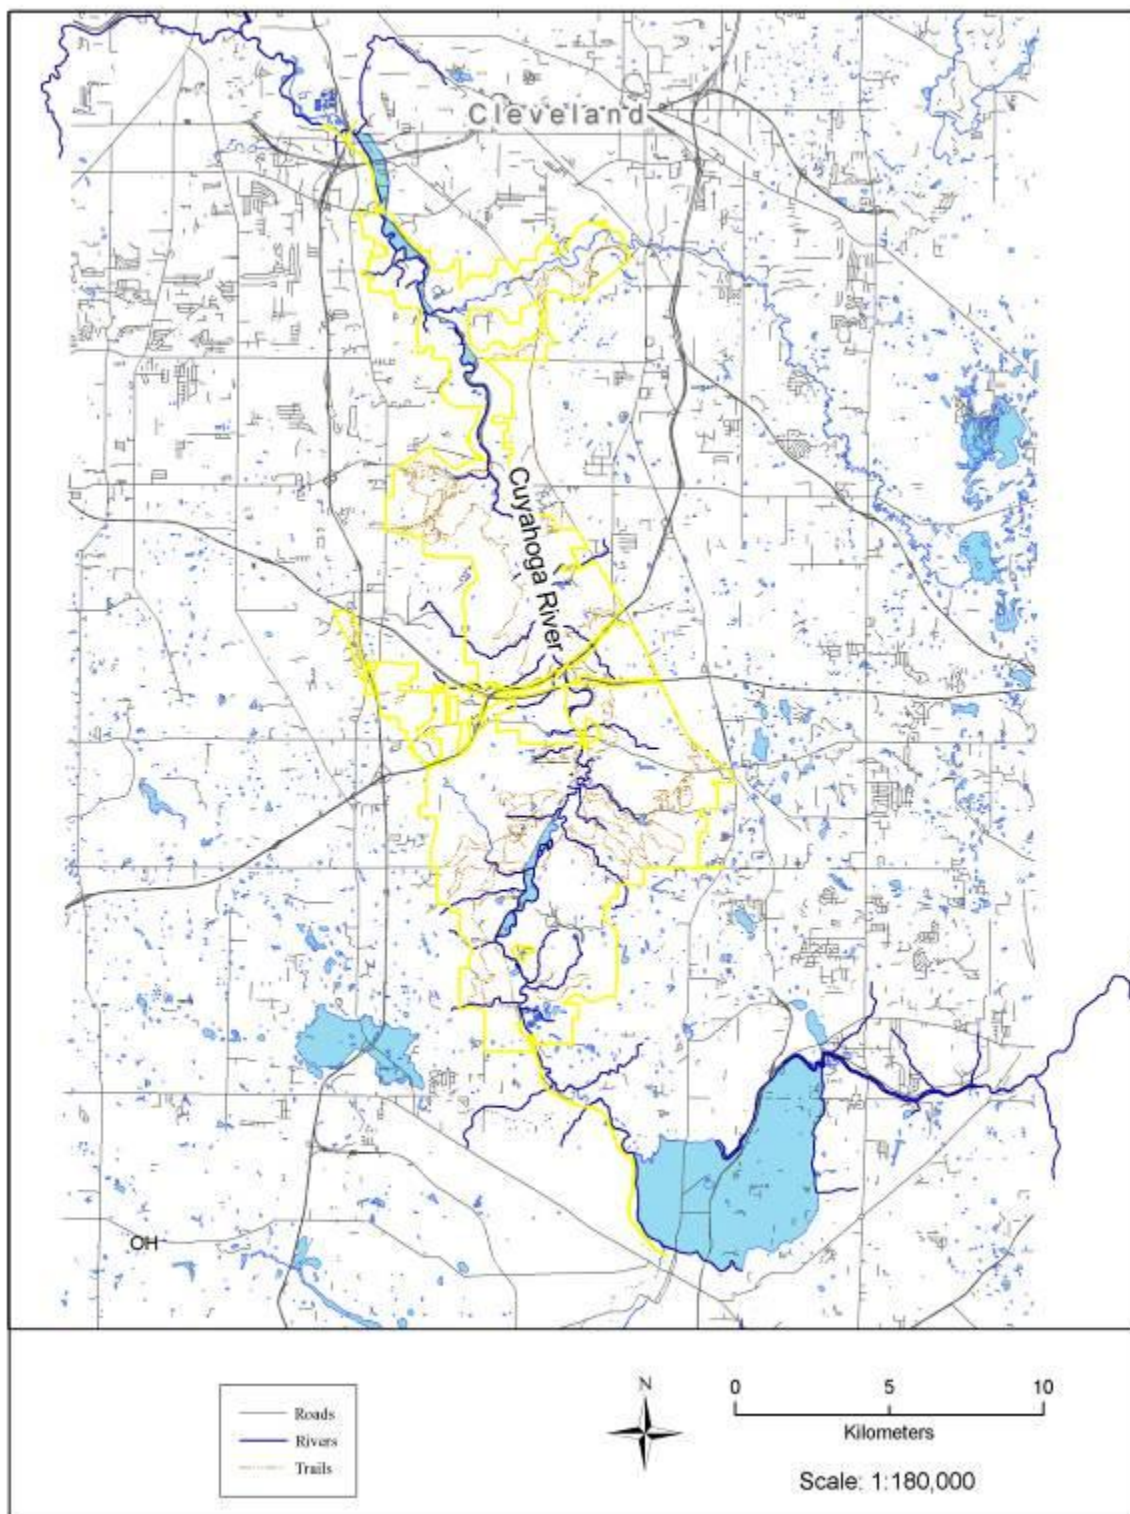 Cleveland
Cuyahoga River
OH
Roads
Rivers
Trails
N
0 5 10
Kilometers
Scale: 1:180,000